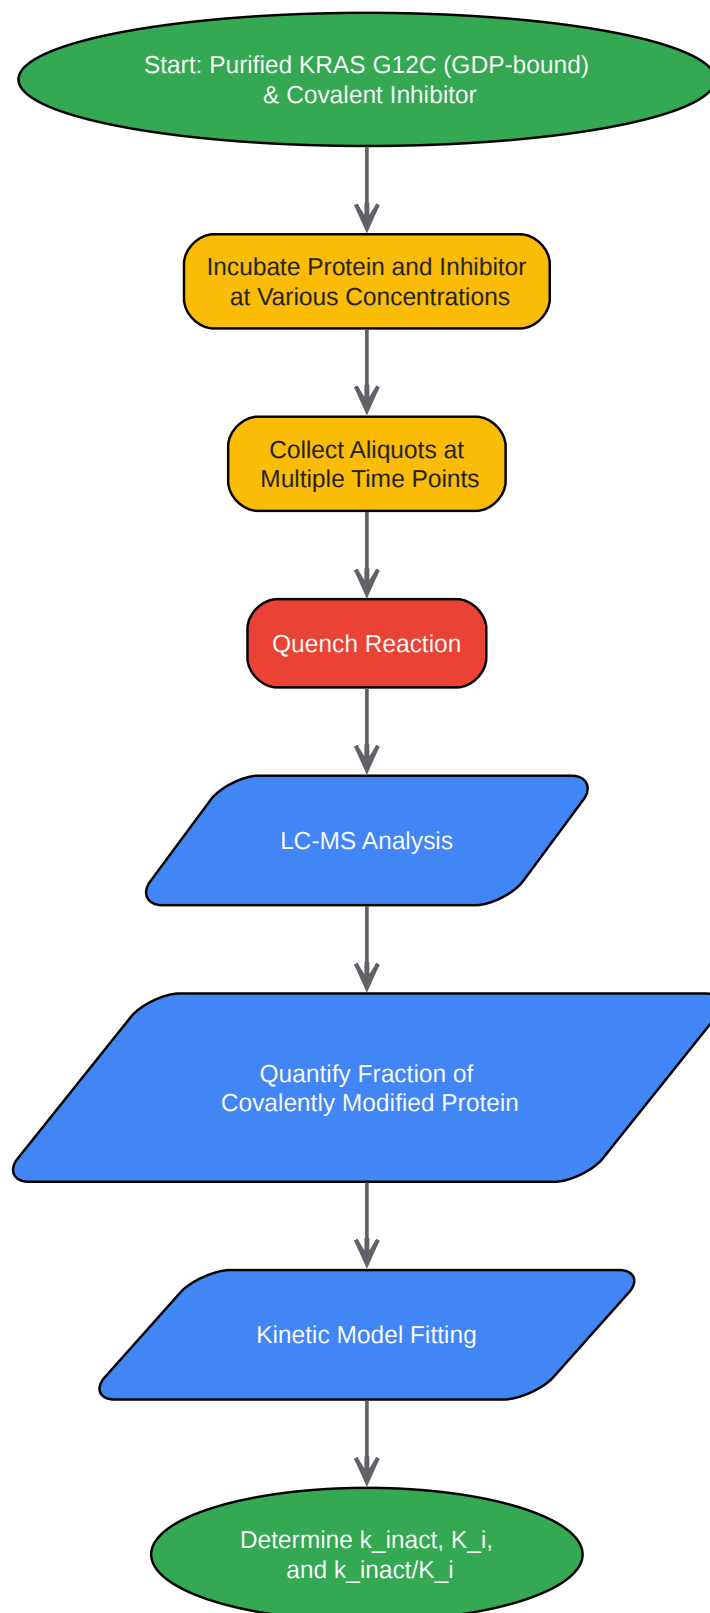 Start: Purified KRAS G12C (GDP-bound)
& Covalent Inhibitor
Incubate Protein and Inhibitor
at Various Concentrations
Collect Aliquots at
Multiple Time Points
Quench Reaction
LC-MS Analysis
Quantify Fraction of
Covalently Modified Protein
Kinetic Model Fitting
Determine k_inact, K_i,
and k_inact/K_i